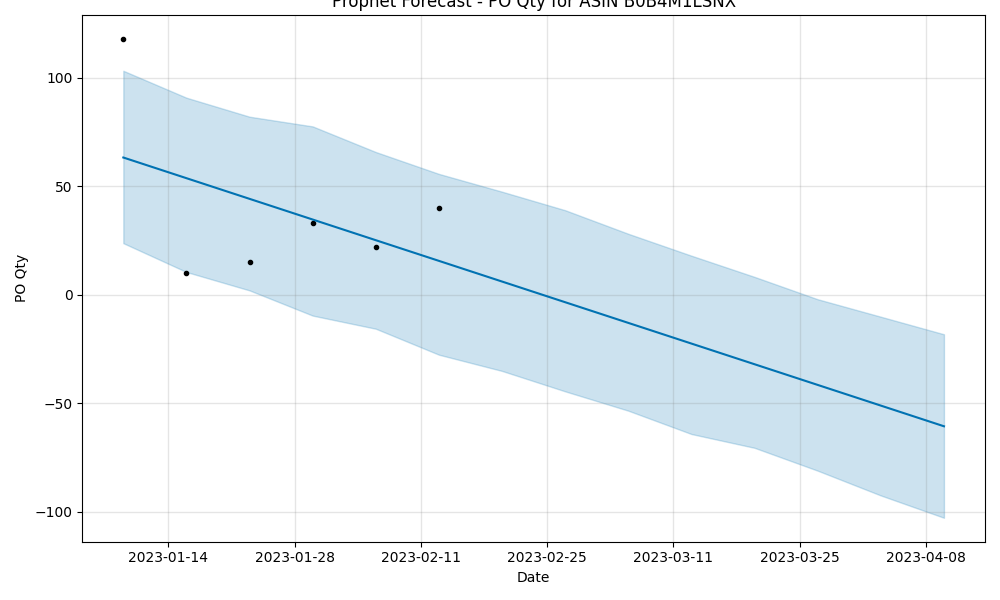 Prophet Forecast - PO Qty for ASIN B0B4M1LSNX
100
50
0
−50
−100
PO Qty
2023-01-14 2023-01-28 2023-02-11 2023-02-25 2023-03-11 2023-03-25 2023-04-08
Date